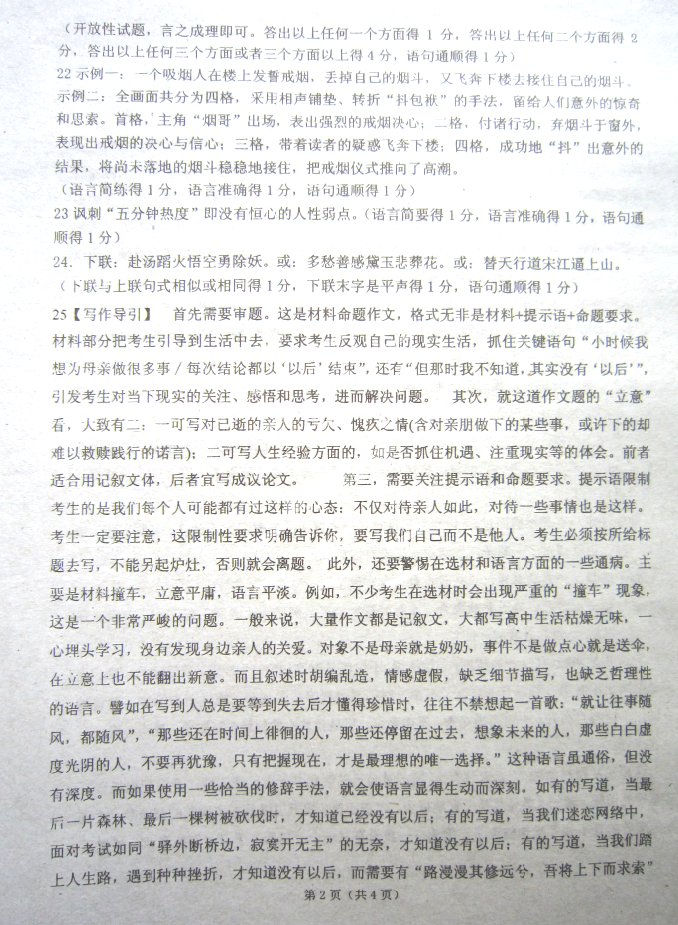 （开放性试题，言之成理即可。答出以上任何一个方面得 1 分，答出以上任何二个方面得 2
分，答出以上任何三个方面或者三个方面以上得 4 分，语句通顺得 1 分）
22 示例一：一个吸烟人在楼上发誓戒烟，丢掉自己的烟斗，又飞奔下楼去接住自己的烟斗。
示例二：全画面共分为四格，采用相声铺垫、转折“抖包袱”的手法，留给人们意外的惊奇
和思索。首格，主角“烟哥”出场，表出强烈的戒烟决心；二格，付诸行动，弃烟斗于窗外，
表现出戒烟的决心与信心；三格，带着读者的疑惑飞奔下楼；四格，成功地“抖”出意外的
结果，将尚未落地的烟斗稳稳地接住，把戒烟仪式推向了高潮。
（语言简练得 1 分，语言准确得 1 分，语句通顺得 1 分）
23 讽刺“五分钟热度”即没有恒心的人性弱点。（语言简要得 1 分，语言准确得 1 分，语句通
顺得 1 分）
24．下联：赴汤蹈火悟空勇除妖。或：多愁善感黛玉悲葬花。或：替天行道宋江逼上山。
（下联与上联句式相似或相同得 1 分，下联末字是平声得 1 分，语句通顺得 1 分）
25【写作导引】 首先需要审题。这是材料命题作文，格式无非是材料+提示语+命题要求。
材料部分把考生引导到生活中去，要求考生反观自己的现实生活，抓住关键语句“小时候我
想为母亲做很多事／每次结论都以‘以后’结束”，还有“但那时我不知道，其实没有‘以后’”，
引发考生对当下现实的关注、感悟和思考，进而解决问题。 其次，就这道作文题的“立意”
看，大致有二：一可写对已逝的亲人的亏欠、愧疚之情(含对亲朋做下的某些事，或许下的却
难以救赎践行的诺言)；二可写人生经验方面的，如是否抓住机遇、注重现实等的体会。前者
适合用记叙文体，后者宜写成议论文。 第三，需要关注提示语和命题要求。提示语限制
考生的是我们每个人可能都有过这样的心态：不仅对待亲人如此，对待一些事情也是这样。
考生一定要注意，这限制性要求明确告诉你，要写我们自己而不是他人。考生必须按所给标
题去写，不能另起炉灶，否则就会离题。 此外，还要警惕在选材和语言方面的一些通病。主
要是材料撞车，立意平庸，语言平淡。例如，不少考生在选材时会出现严重的“撞车”现象，
这是一个非常严峻的问题。一般来说，大量作文都是记叙文，大都写高中生活枯燥无味，一
心埋头学习，没有发现身边亲人的关爱。对象不是母亲就是奶奶，事件不是做点心就是送伞，
在立意上也不能翻出新意。而且叙述时胡编乱造，情感虚假，缺乏细节描写，也缺乏哲理性
的语言。譬如在写到人总是要等到失去后才懂得珍惜时，往往不禁想起一首歌：“就让往事随
风，都随风”，“那些还在时间上徘徊的人，那些还停留在过去，想象未来的人，那些白白虚
度光阴的人，不要再犹豫，只有把握现在，才是最理想的唯一选择。”这种语言虽通俗，但没
有深度。而如果使用一些恰当的修辞手法，就会使语言显得生动而深刻，如有的写道，当最
后一片森林、最后一棵树被砍伐时，才知道已经没有以后；有的写道，当我们迷恋网络中，
面对考试如同“驿外断桥边，寂寞开无主”的无奈，才知道没有以后；有的写道，当我们踏
上人生路，遇到种种挫折，才知道没有以后，而需要有“路漫漫其修远兮，吾将上下而求索”
第 2 页（共 4 页）